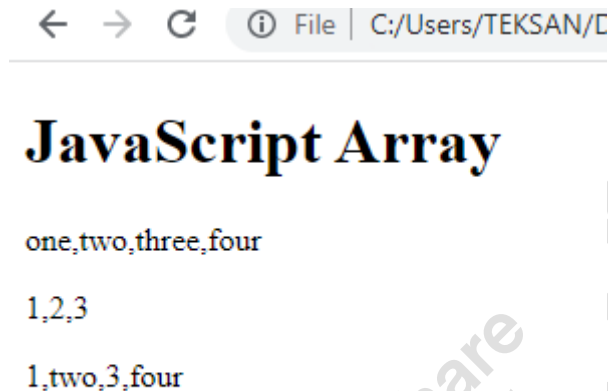 File | C:/Users/TEKSAN/D
JavaScript Array
one,two,three,four
1,2,3
1,two,3,four